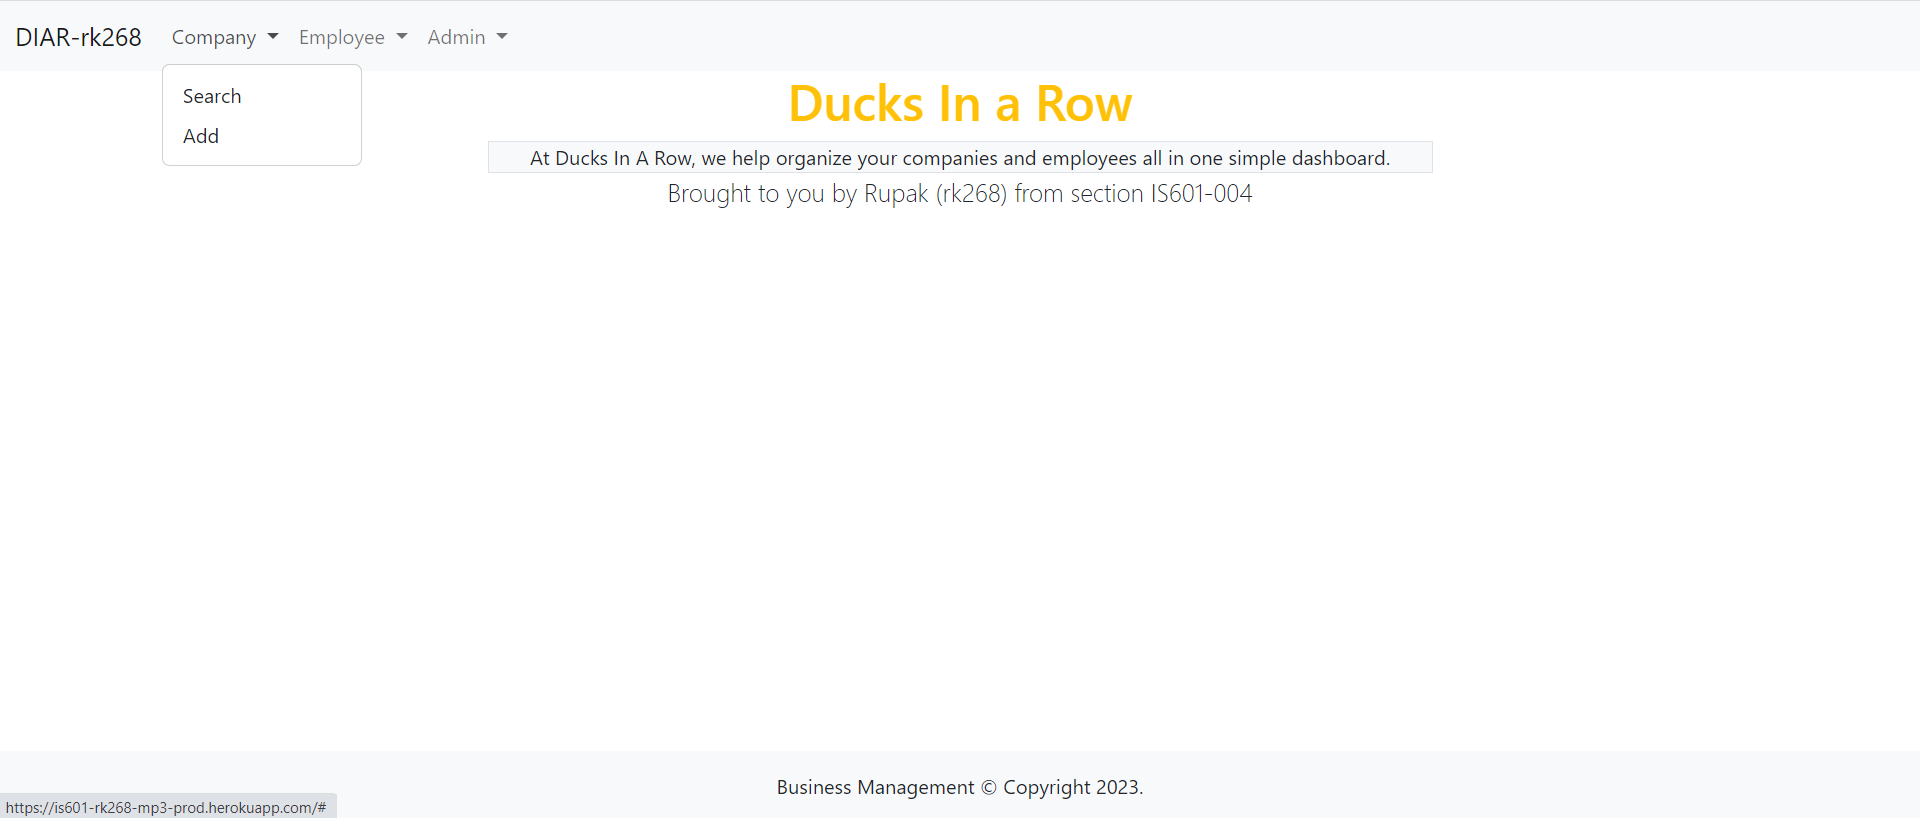 DIAR-rk268 Company Employee Admin
Search
Add
Ducks In a Row
At Ducks In A Row, we help organize your companies and employees all in one simple dashboard.
Brought to you by Rupak (rk268) from section IS601-004
Business Management © Copyright 2023.
https://is601-rk268-mp3-prod.herokuapp.com/#